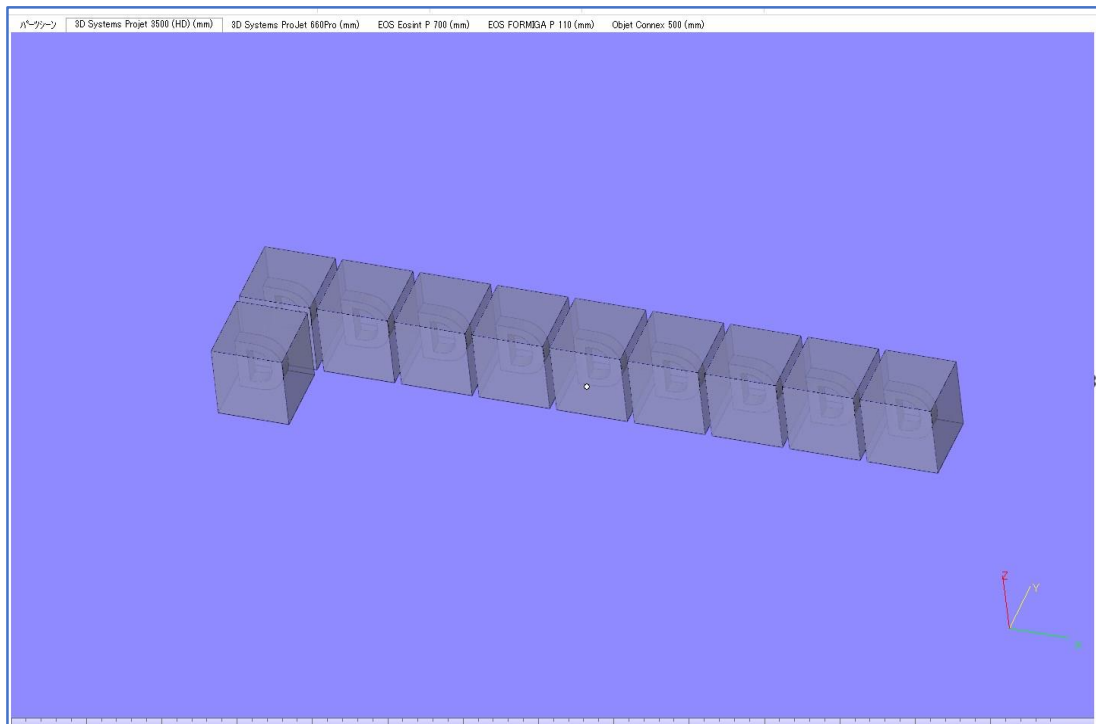 パーツシーン 3D Systems Projet 3500 (HD) (mm) 3D Systems ProJet 660Pro (mm) EOS Eosint P 700 (mm) EOS FORMIGA P 110 (mm) Objet Connex 500 (mm)
Z
Y